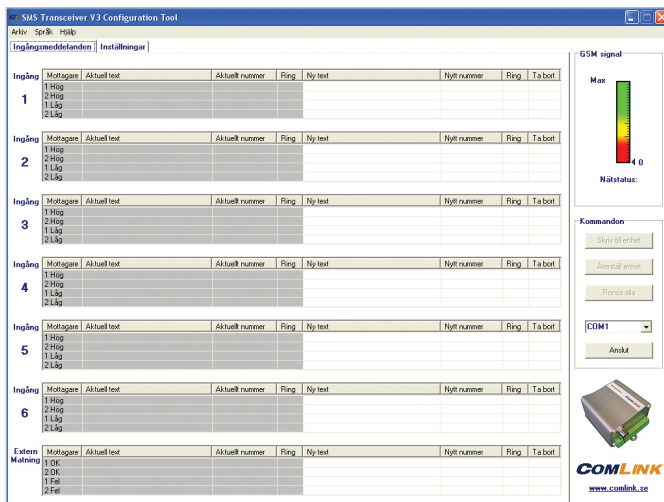 SMS Transceiver V3 Configuration Tool
Arkiv Språk Hjälp
Ingångsmeddelanden Inställningar
Ingång 1
Mottagare Aktuell text Aktuellt nummer Ring Ny text Nytt nummer Ring Ta bort
1 Hög
2 Hög
1 Låg
2 Låg
Ingång 2
Mottagare Aktuell text Aktuellt nummer Ring Ny text Nytt nummer Ring Ta bort
1 Hög
2 Hög
1 Låg
2 Låg
Ingång 3
Mottagare Aktuell text Aktuellt nummer Ring Ny text Nytt nummer Ring Ta bort
1 Hög
2 Hög
1 Låg
2 Låg
Ingång 4
Mottagare Aktuell text Aktuellt nummer Ring Ny text Nytt nummer Ring Ta bort
1 Hög
2 Hög
1 Låg
2 Låg
Ingång 5
Mottagare Aktuell text Aktuellt nummer Ring Ny text Nytt nummer Ring Ta bort
1 Hög
2 Hög
1 Låg
2 Låg
Ingång 6
Mottagare Aktuell text Aktuellt nummer Ring Ny text Nytt nummer Ring Ta bort
1 Hög
2 Hög
1 Låg
2 Låg
Extern
Matning
Mottagare Aktuell text Aktuellt nummer Ring Ny text Nytt nummer Ring Ta bort
1 OK
2 OK
1 Fel
2 Fel
GSM signal
Max
0
Nätstatus:
Kommandon
Skriv till enhet
Återställ enhet
Rensa alla
COM1
Anslut
COMLINK
www.comlink.se